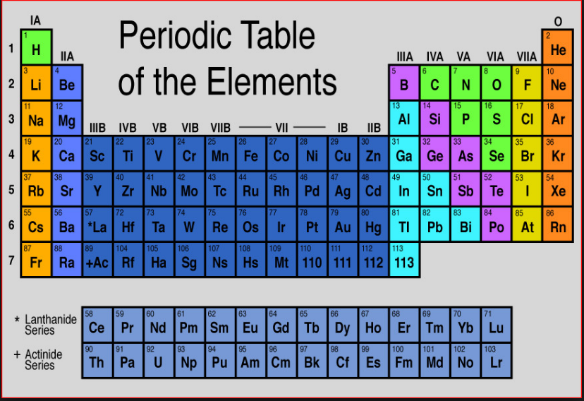 IA O
Periodic Table
1 1 H IIA 2 He
of the Elements IIIA IVA VA VIA VIIA
2 3 Li 4 Be 5 B 6 C 7 N 8 O 9 F 10 Ne
3 11 Na 12 Mg IIIB IVB VB VIB VIIB VII IB IIB 13 Al 14 Si 15 P 16 S 17 Cl 18 Ar
4 19 K 20 Ca 21 Sc 22 Ti 23 V 24 Cr 25 Mn 26 Fe 27 Co 28 Ni 29 Cu 30 Zn 31 Ga 32 Ge 33 As 34 Se 35 Br 36 Kr
5 37 Rb 38 Sr 39 Y 40 Zr 41 Nb 42 Mo 43 Tc 44 Ru 45 Rh 46 Pd 47 Ag 48 Cd 49 In 50 Sn 51 Sb 52 Te 53 I 54 Xe
6 55 Cs 56 Ba 57 *La 72 Hf 73 Ta 74 W 75 Re 76 Os 77 Ir 78 Pt 79 Au 80 Hg 81 Tl 82 Pb 83 Bi 84 Po 85 At 86 Rn
7 87 Fr 88 Ra 89 +Ac 104 Rf 105 Ha 106 Sg 107 Ns 108 Hs 109 Mt 110 110 111 111 112 112 113 113
* Lanthanide
Series
58 Ce 59 Pr 60 Nd 61 Pm 62 Sm 63 Eu 64 Gd 65 Tb 66 Dy 67 Ho 68 Er 69 Tm 70 Yb 71 Lu
+ Actinide
Series
90 Th 91 Pa 92 U 93 Np 94 Pu 95 Am 96 Cm 97 Bk 98 Cf 99 Es 100 Fm 101 Md 102 No 103 Lr